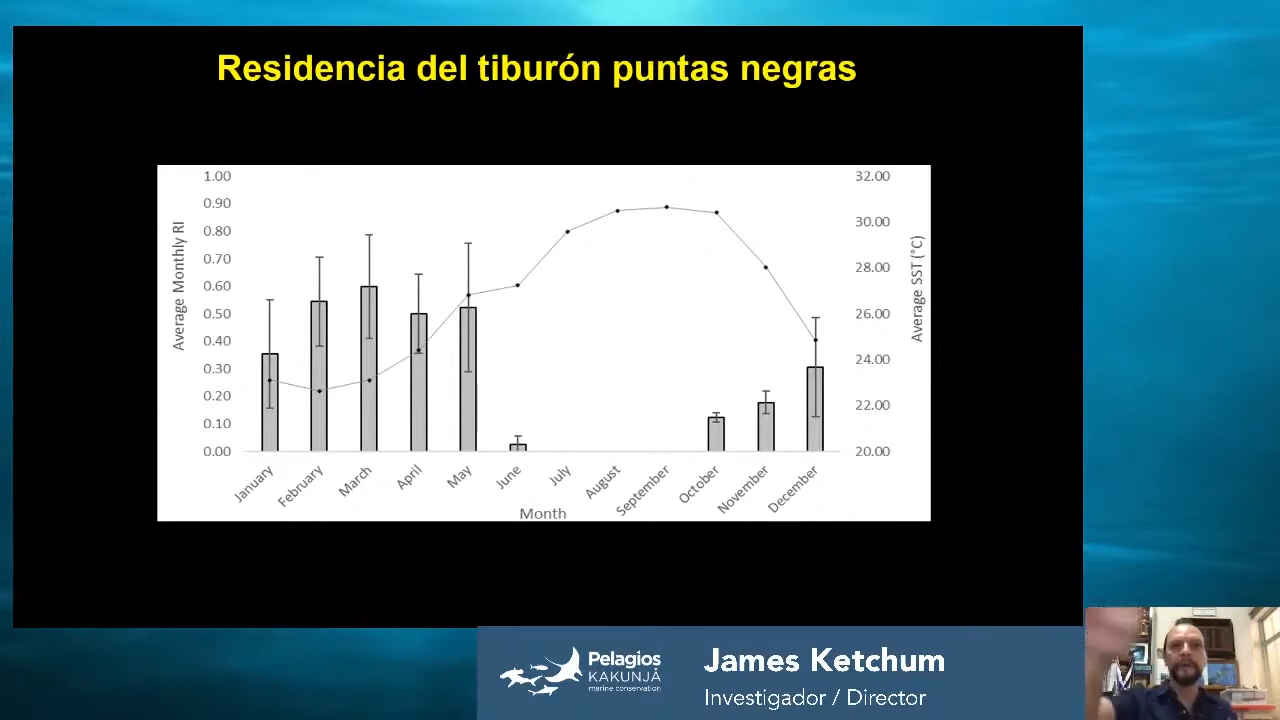 Residencia del tiburón puntas negras
1.00
0.90
0.80
0.70
0.60
0.50
0.40
0.30
0.20
0.10
0.00
Average Monthly RI
32.00
30.00
28.00
26.00
24.00
22.00
20.00
Average SST (°C)
January
February
March
April
May
June
July
August
September
October
November
December
Month
Pelagios
KAKUNJÁ
marine conservation
James Ketchum
Investigador / Director